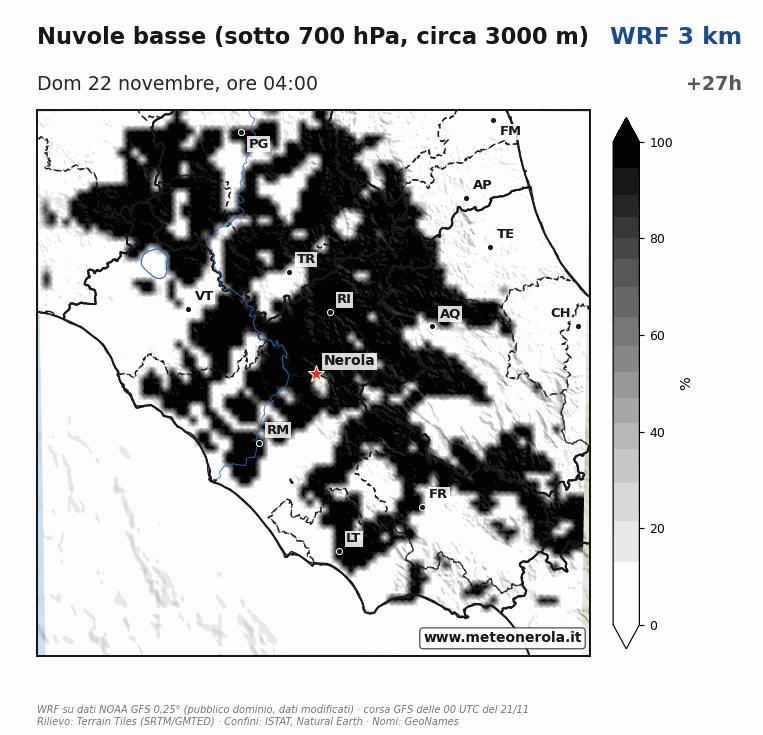 Nuvole basse (sotto 700 hPa, circa 3000 m) WRF 3 km
Dom 22 novembre, ore 04:00 +27h
FM
PG
AP
TE
TR
VT
RI
AQ
CH
Nerola
RM
FR
LT
100
80
60
40
20
0
%
www.meteonerola.it
WRF su dati NOAA GFS 0,25° (pubblico dominio, dati modificati) · corsa GFS delle 00 UTC del 21/11
Rilievo: Terrain Tiles (SRTM/GMTED) · Confini: ISTAT, Natural Earth · Nomi: GeoNames